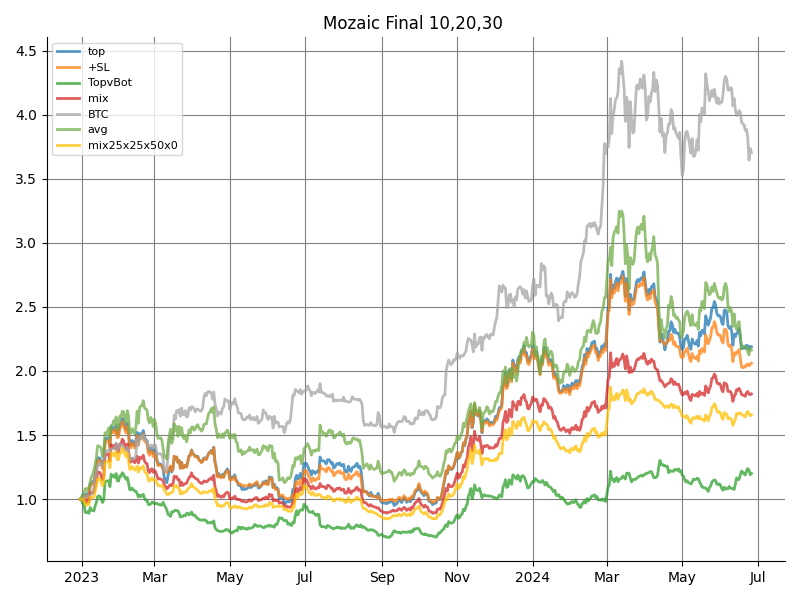 Mozaic Final 10,20,30
top
+SL
TopvBot
mix
BTC
avg
mix25x25x50x0
4.5
4.0
3.5
3.0
2.5
2.0
1.5
1.0
2023 Mar May Jul Sep Nov 2024 Mar May Jul